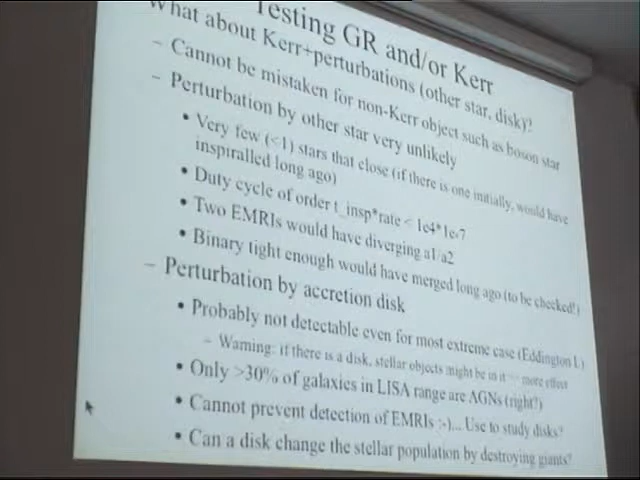 Testing GR and/or Kerr
What about Kerr+perturbations (other star, disk)?
– Cannot be mistaken for non-Kerr object such as boson star
– Perturbation by other star very unlikely
• Very few (<1) stars that close (if there is one initially, would have
inspiralled long ago)
• Duty cycle of order t_insp*rate < 1e4*1e-7
• Two EMRIs would have diverging a1/a2
• Binary tight enough would have merged long ago (to be checked!)
– Perturbation by accretion disk
• Probably not detectable even for most extreme case (Eddington L)
– Warning: if there is a disk, stellar objects might be in it -- more effect
• Only >30% of galaxies in LISA range are AGNs (right?)
• Cannot prevent detection of EMRIs :-)... Use to study disks?
• Can a disk change the stellar population by destroying giants?